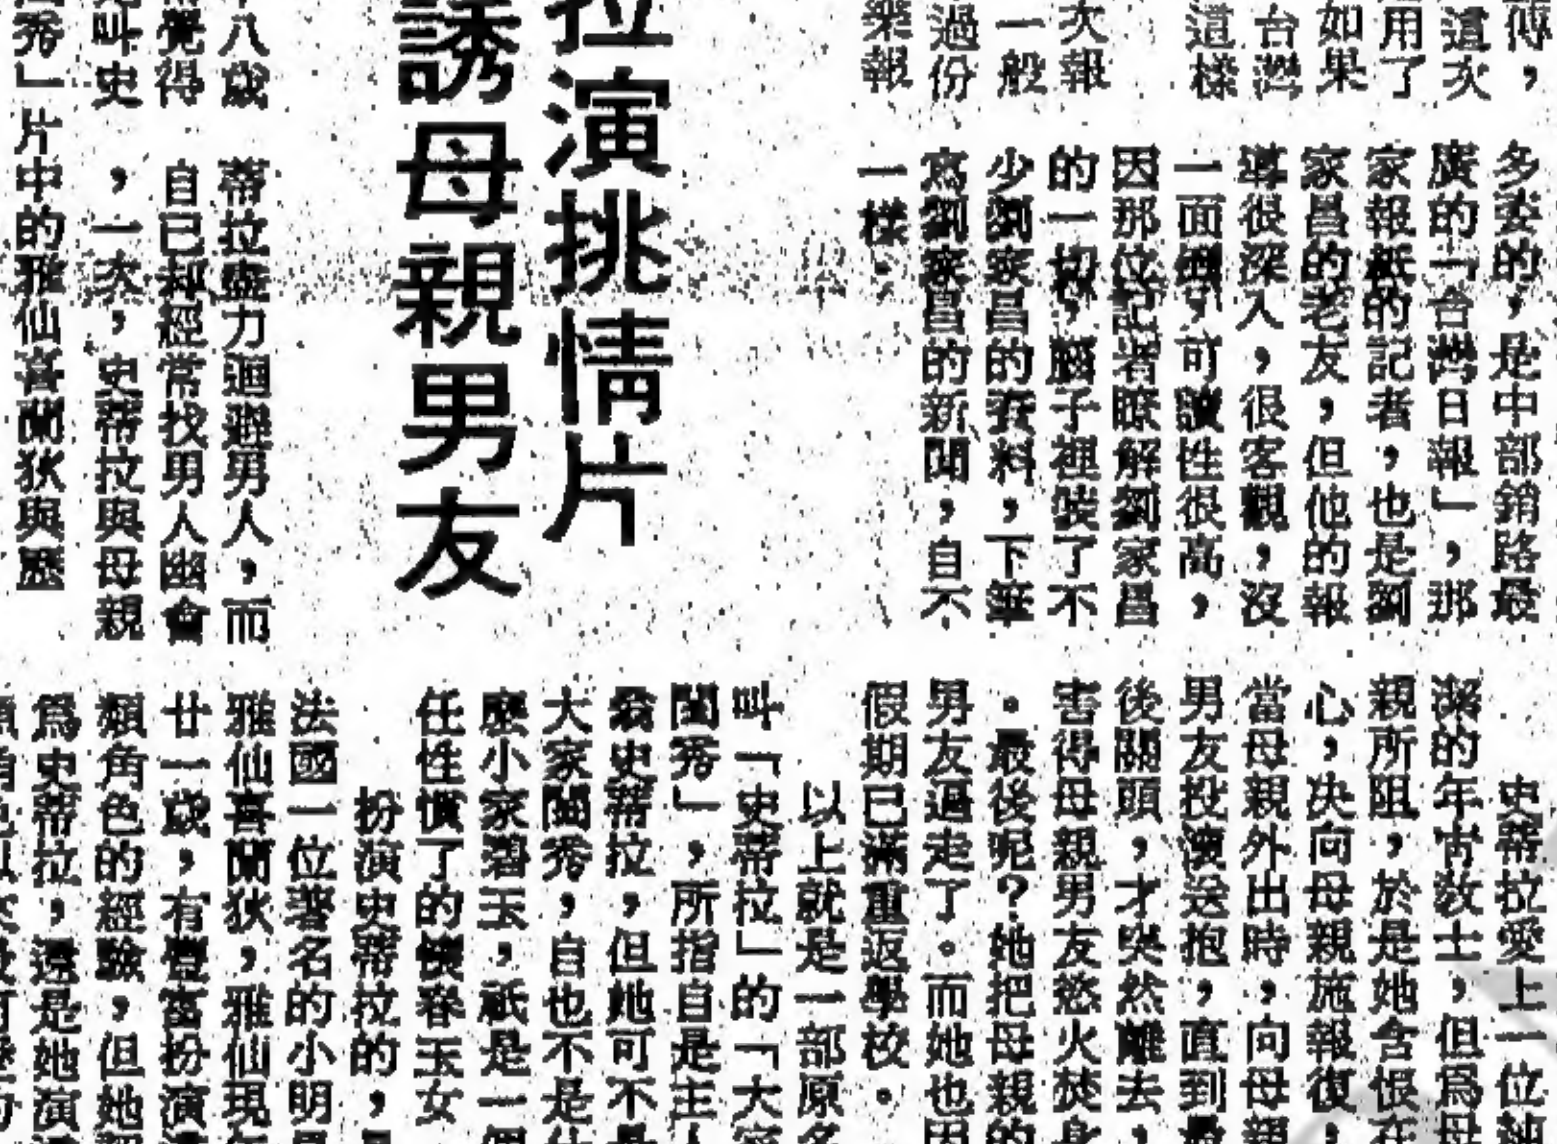 傳，
這次
用了
如果
台灣
這樣
次報
一般
過份
樂報
多委的，是中部銷路最
廣的「台灣日報」，那
家報紙的記者，也是劉
家昌的老友，但他的報
導很深入，很客觀，沒
一面倒，可讀性很高，
因那位記者瞭解劉家昌
的一切，腦子裡裝了不
少劉家昌的資料，下筆
寫劉家昌的新聞，自不
一樣。
史蒂拉愛上一位純
潔的年青教士，但為母
親所阻，於是她含恨在
心，決向母親施報復，
當母親外出時，向母親
男友投懷送抱，直到最
後關頭，才突然離去，
害得母親男友慾火焚身
。最後呢？她把母親的
男友逼走了。而她也因
假期已滿重返學校。
以上就是一部原名
叫「史蒂拉」的「大家
閨秀」，所指自是主人
翁史蒂拉，但她可不是
大家閨秀，自也不是什
麼小家碧玉，祇是一個
任性慣了的懷春玉女
扮演史蒂拉的，是
法國一位著名的小明星
雅仙喜蘭狄，雅仙現年
廿一歲，有豐富扮演
類角色的經驗，但她認
為史蒂拉，還是她演
拉演挑情片
誘母親男友
十八歲
覺得
叫史
秀」片中的雅仙喜蘭狄與歷
蒂拉盡力迴避男人，而
自己却經常找男人幽會
，一次，史蒂拉與母親